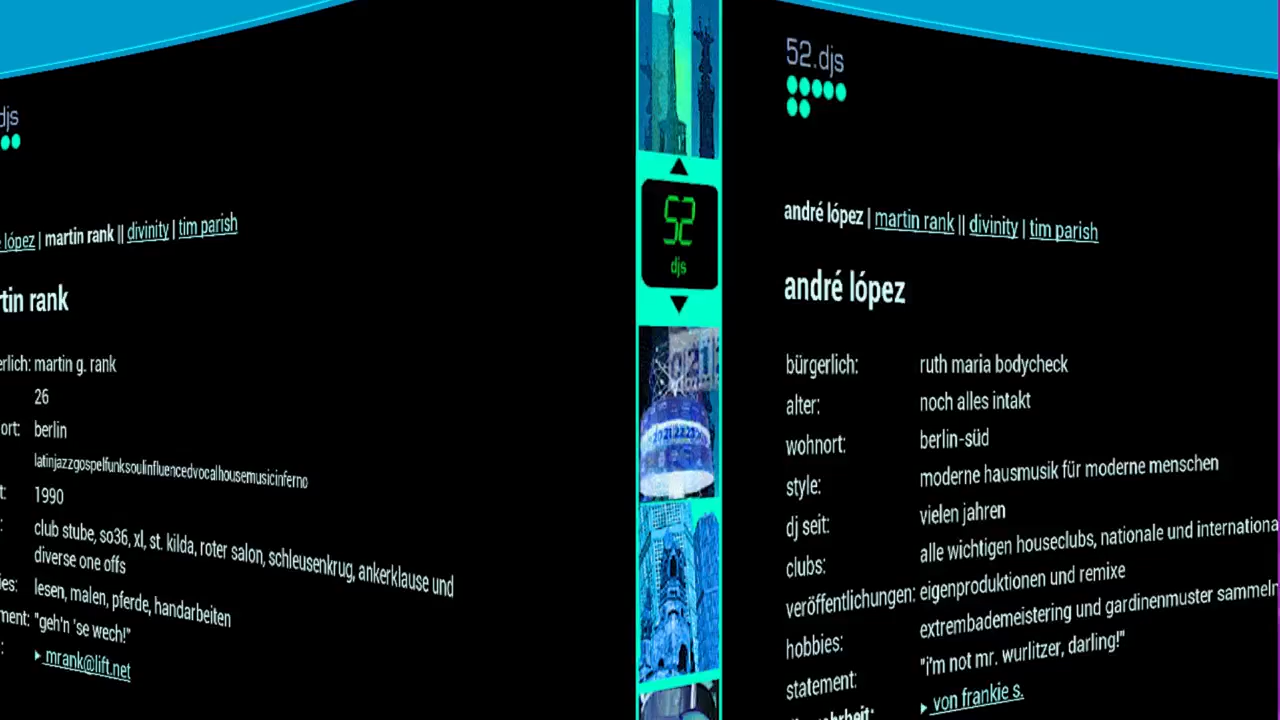 djs
lópez | martin rank || divinity | tim parish
rtin rank
erlich: martin g. rank
26
ort: berlin
latinjazzgospelfunksoulinfluencedvocalhousemusicinferno
t: 1990
: club stube, so36, xl, st. kilda, roter salon, schleusenkrug, ankerklause und
diverse one offs
ies: lesen, malen, pferde, handarbeiten
ment: "geh'n 'se wech!"
: mrank@lift.net
52
djs
52.djs
andré lópez | martin rank || divinity | tim parish
andré lópez
bürgerlich: ruth maria bodycheck
alter: noch alles intakt
wohnort: berlin-süd
style: moderne hausmusik für moderne menschen
dj seit: vielen jahren
clubs: alle wichtigen houseclubs, nationale und internationa
veröffentlichungen: eigenproduktionen und remixe
hobbies: extrembademeistering und gardinenmuster sammeln
statement: "i'm not mr. wurlitzer, darling!"
von frankie s.